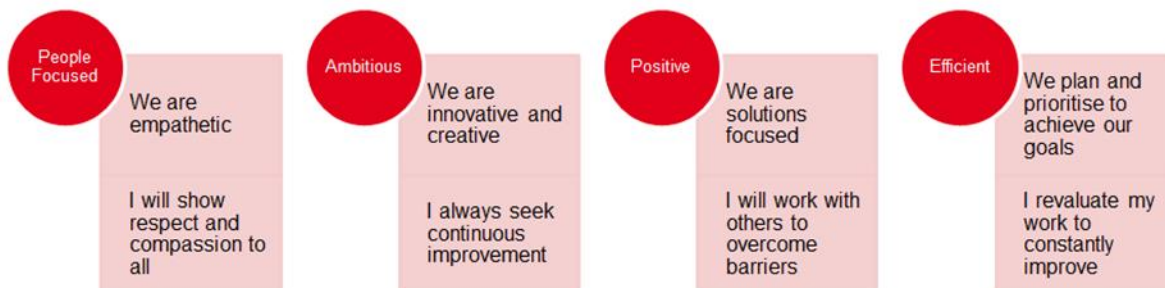 People
Focused
We are
empathetic
I will show
respect and
compassion to
all
Ambitious
We are
innovative and
creative
I always seek
continuous
improvement
Positive
We are
solutions
focused
I will work with
others to
overcome
barriers
Efficient
We plan and
prioritise to
achieve our
goals
I revaluate my
work to
constantly
improve